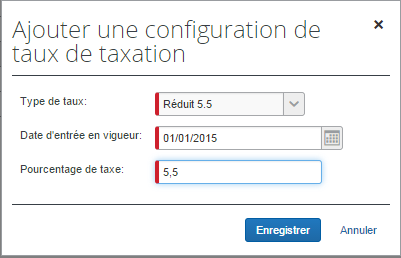 Ajouter une configuration de
taux de taxation
Type de taux: Réduit 5.5
Date d'entrée en vigueur: 01/01/2015
Pourcentage de taxe: 5,5
Enregistrer Annuler